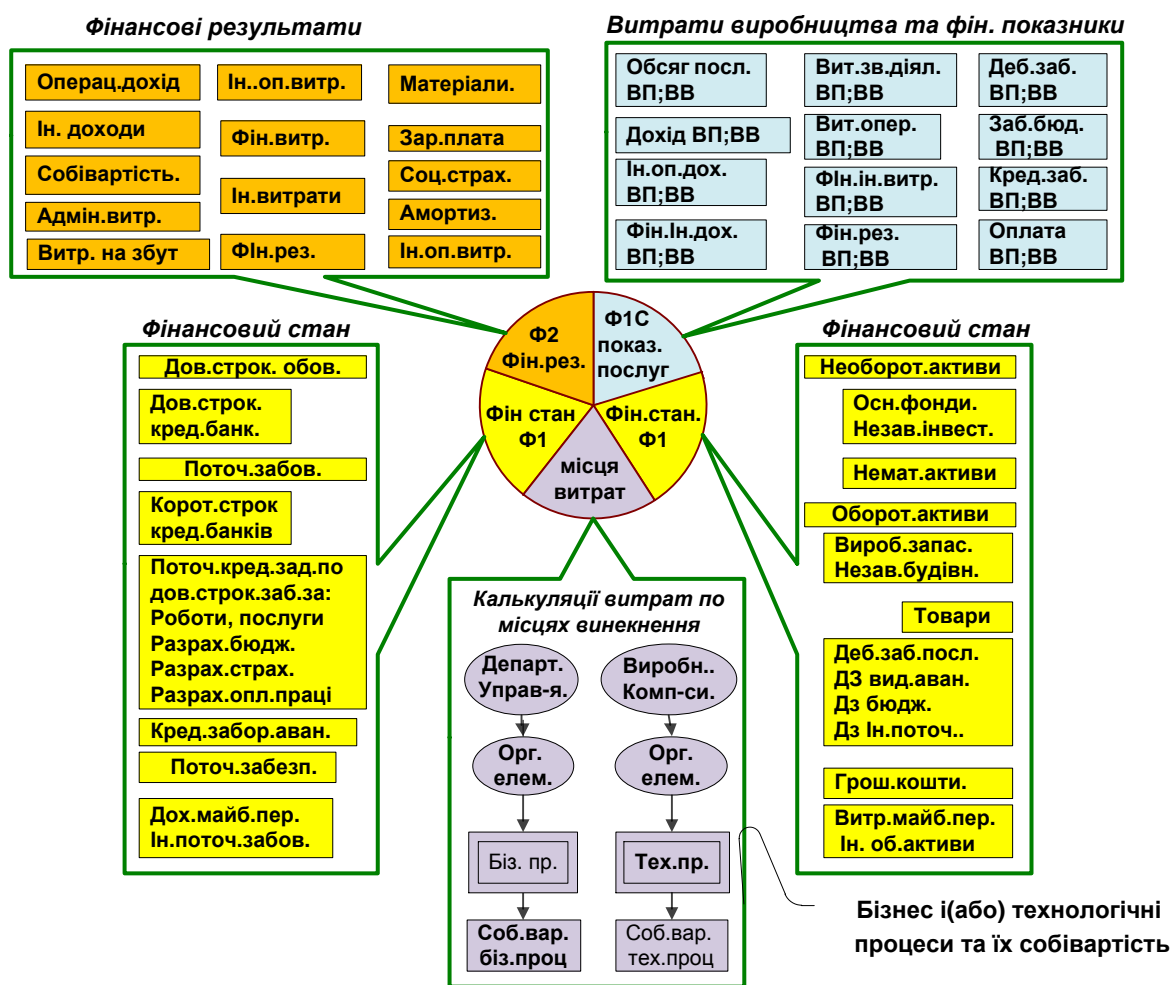 Фінансові результати
Операц.дохід
Ін. доходи
Собівартість.
Адмін.витр.
Витр. на збут
Ін..оп.витр.
Фін.витр.
Ін.витрати
ФІн.рез.
Матеріали.
Зар.плата
Соц.страх.
Амортиз.
Ін.оп.витр.
Витрати виробництва та фін. показники
Обсяг посл.
ВП;ВВ
Дохід ВП;ВВ
Ін.оп.дох.
ВП;ВВ
Фін.Ін.дох.
ВП;ВВ
Вит.зв.діял.
ВП;ВВ
Вит.опер.
ВП;ВВ
ФІн.ін.витр.
ВП;ВВ
Фін.рез.
ВП;ВВ
Деб.заб.
ВП;ВВ
Заб.бюд.
ВП;ВВ
Кред.заб.
ВП;ВВ
Оплата
ВП;ВВ
Ф2
Фін.рез.
Ф1С
показ.
послуг
Фін стан
Ф1
Фін.стан.
Ф1
місця
витрат
Фінансовий стан
Дов.строк. обов.
Дов.строк.
кред.банк.
Поточ.забов.
Корот.строк
кред.банків
Поточ.кред.зад.по
дов.строк.заб.за:
Роботи, послуги
Разрах.бюдж.
Разрах.страх.
Разрах.опл.праці
Кред.забор.аван.
Поточ.забезп.
Дох.майб.пер.
Ін.поточ.забов.
Калькуляції витрат по
місцях винекнення
Департ.
Управ-я.
Орг.
елем.
Біз. пр.
Соб.вар.
біз.проц
Виробн..
Комп-си.
Орг.
елем.
Тех.пр.
Соб.вар.
тех.проц
Фінансовий стан
Необорот.активи
Осн.фонди.
Незав.інвест.
Немат.активи
Оборот.активи
Вироб.запас.
Незав.будівн.
Товари
Деб.заб.посл.
ДЗ вид.аван.
Дз бюдж.
Дз Ін.поточ..
Грош.кошти.
Витр.майб.пер.
Ін. об.активи
Бізнес і(або) технологічні
процеси та їх собівартість